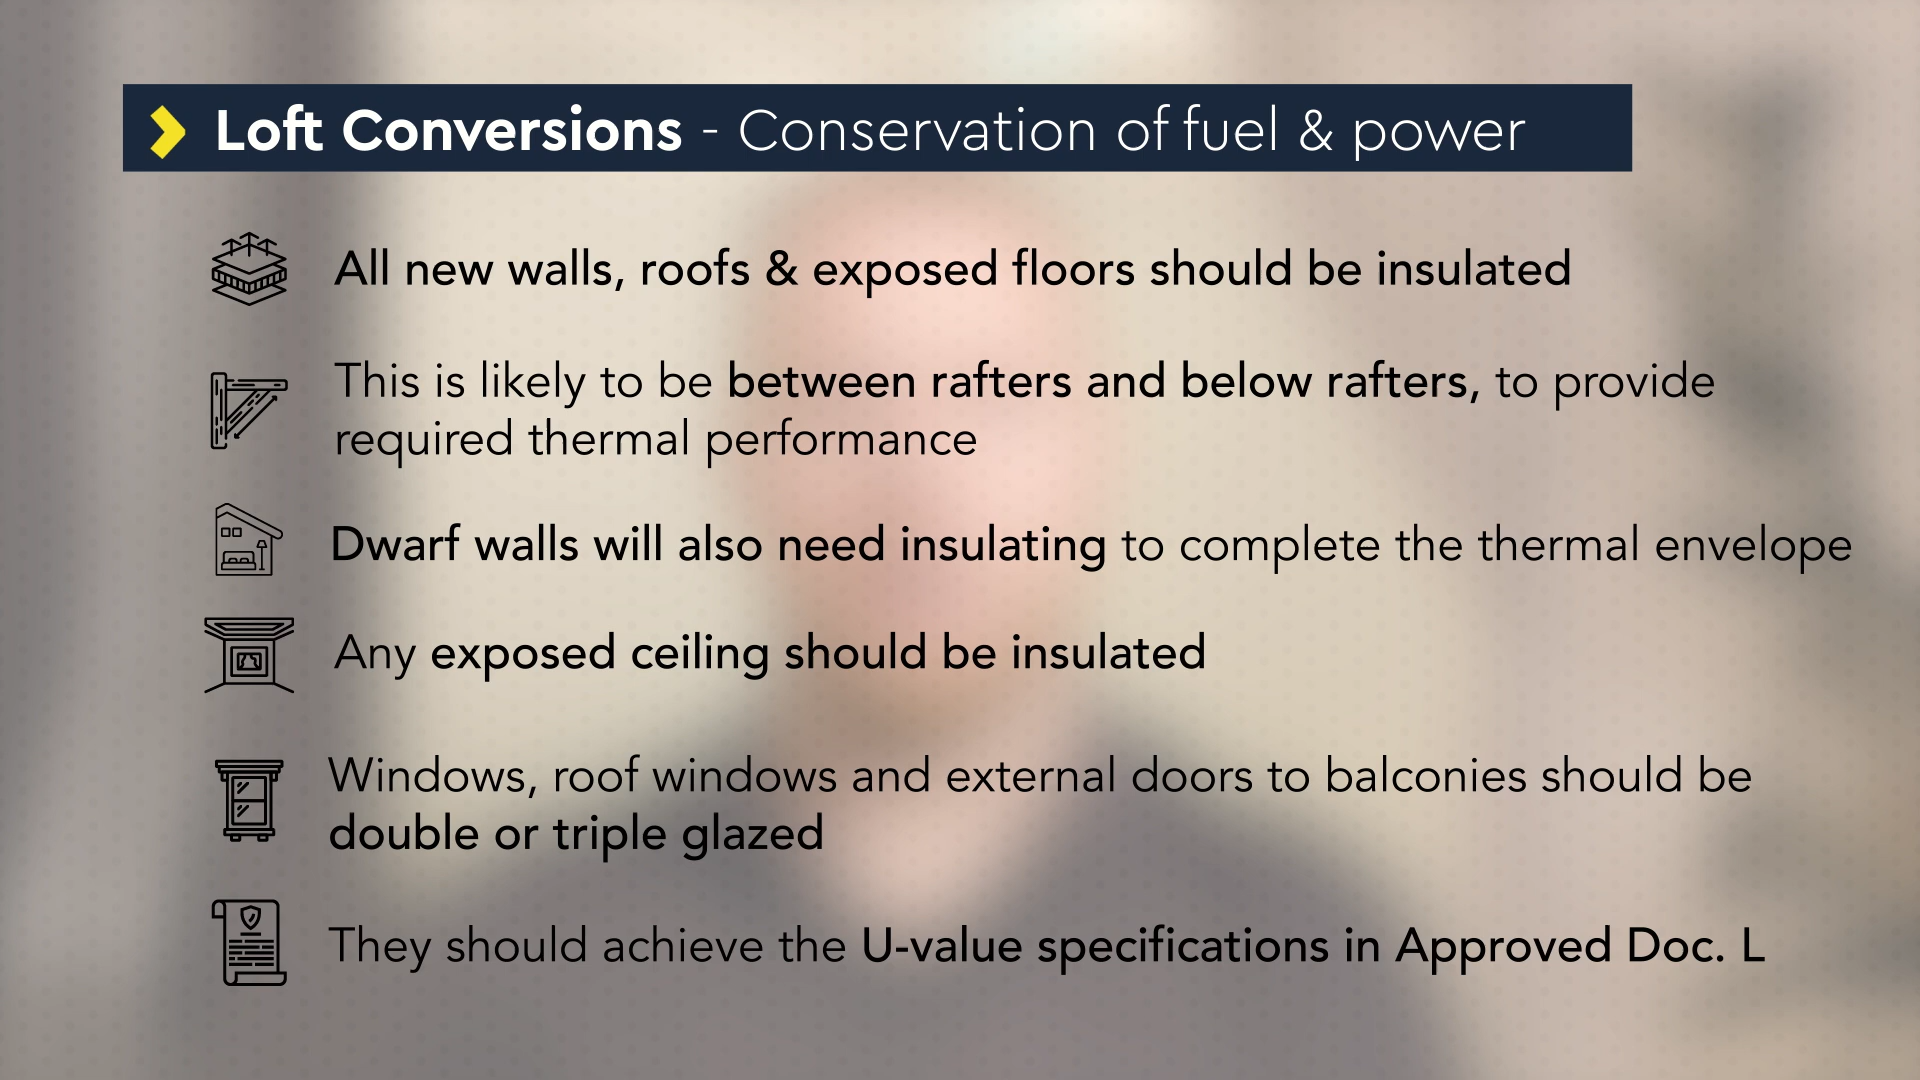 Loft Conversions - Conservation of fuel & power
All new walls, roofs & exposed floors should be insulated
This is likely to be between rafters and below rafters, to provide
required thermal performance
Dwarf walls will also need insulating to complete the thermal envelope
Any exposed ceiling should be insulated
Windows, roof windows and external doors to balconies should be
double or triple glazed
They should achieve the U-value specifications in Approved Doc. L